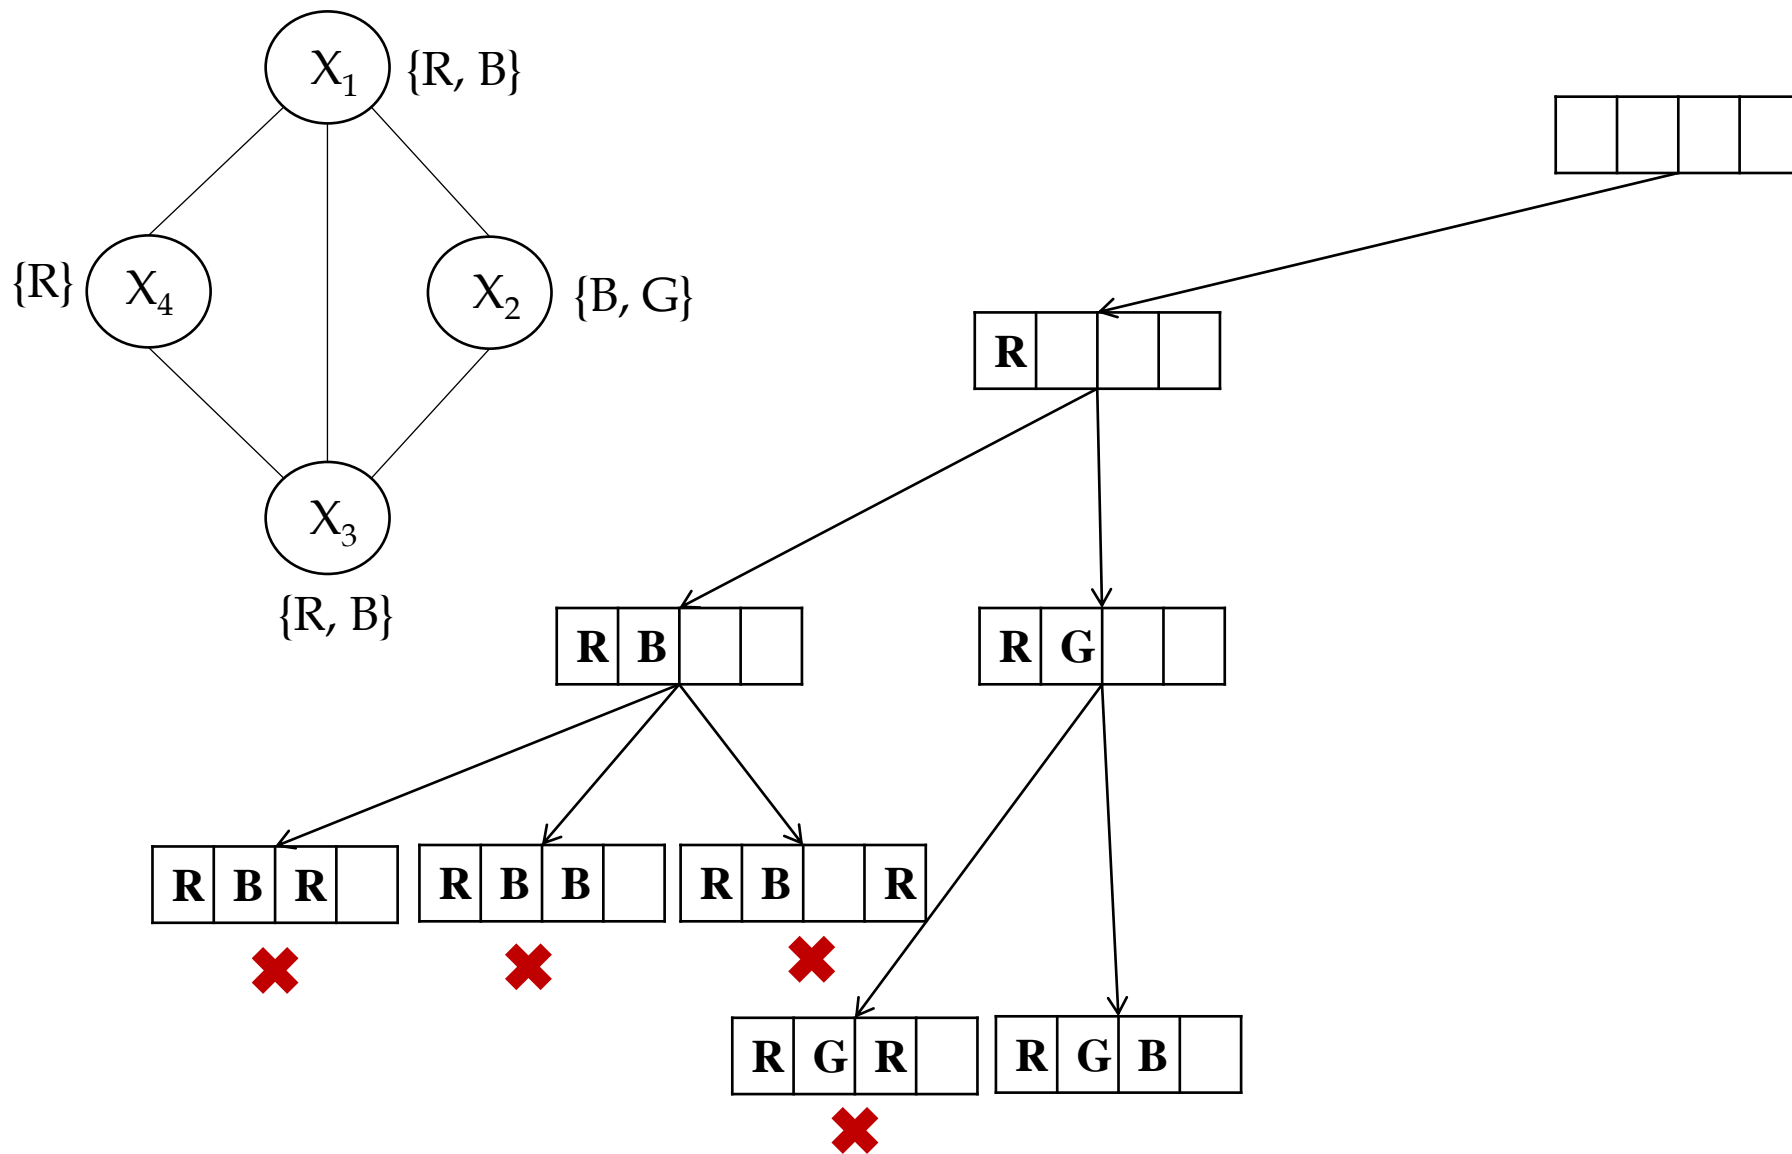 X₁ {R, B}
{R} X₄ X₂ {B, G}
R
X₃
{R, B}
R B
R G
R B R
R B B
R B R
R G R
R G B